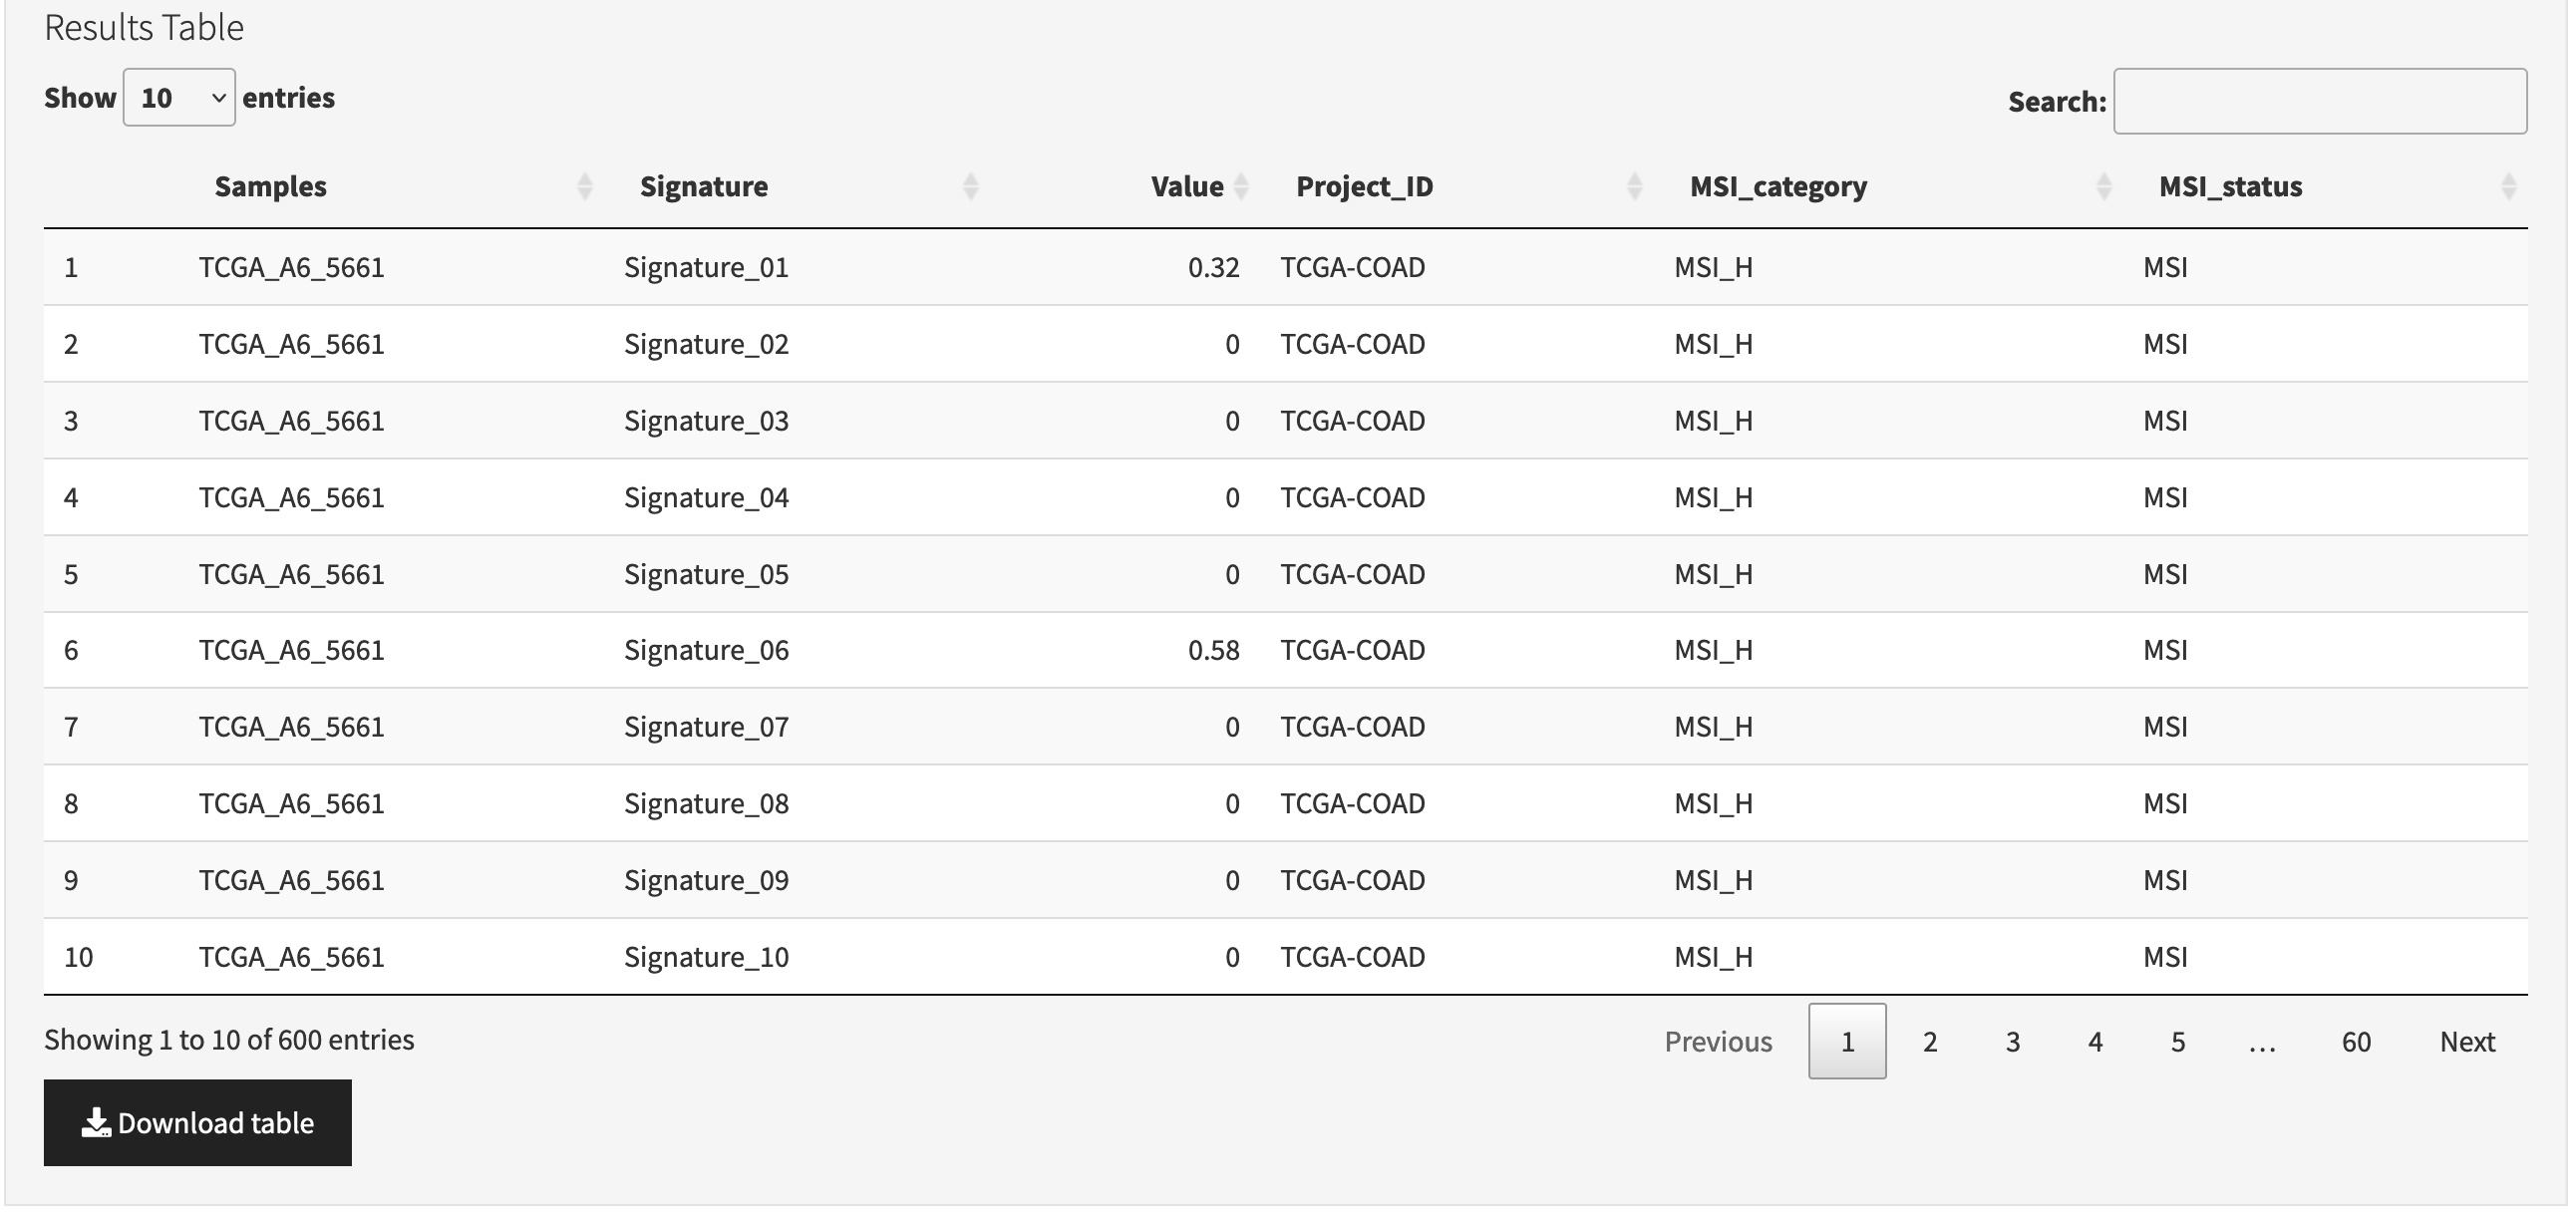 Results Table
Show 10 entries Search:
Samples Signature Value Project_ID MSI_category MSI_status
1 TCGA_A6_5661 Signature_01 0.32 TCGA-COAD MSI_H MSI
2 TCGA_A6_5661 Signature_02 0 TCGA-COAD MSI_H MSI
3 TCGA_A6_5661 Signature_03 0 TCGA-COAD MSI_H MSI
4 TCGA_A6_5661 Signature_04 0 TCGA-COAD MSI_H MSI
5 TCGA_A6_5661 Signature_05 0 TCGA-COAD MSI_H MSI
6 TCGA_A6_5661 Signature_06 0.58 TCGA-COAD MSI_H MSI
7 TCGA_A6_5661 Signature_07 0 TCGA-COAD MSI_H MSI
8 TCGA_A6_5661 Signature_08 0 TCGA-COAD MSI_H MSI
9 TCGA_A6_5661 Signature_09 0 TCGA-COAD MSI_H MSI
10 TCGA_A6_5661 Signature_10 0 TCGA-COAD MSI_H MSI
Showing 1 to 10 of 600 entries Previous 1 2 3 4 5 … 60 Next
Download table